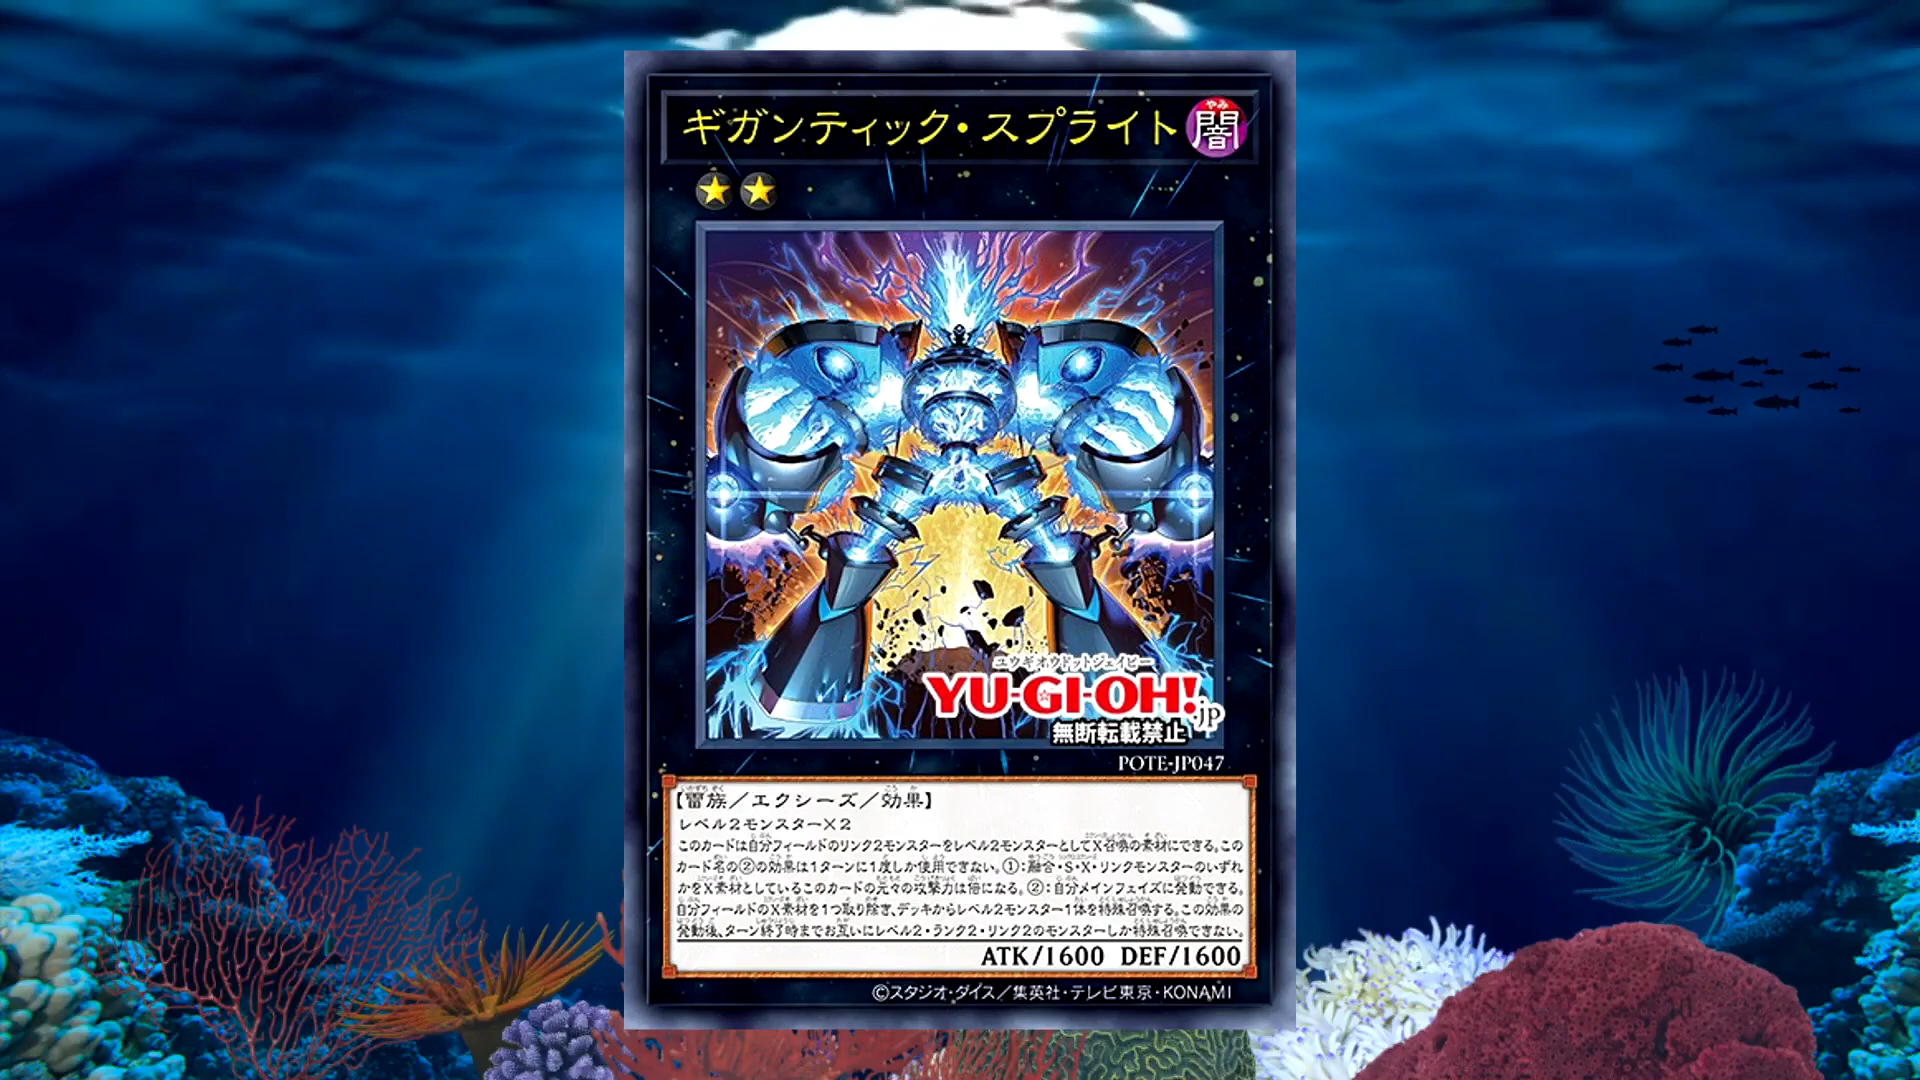 ギガンティック・スプライト
やみ
闇
ユウギオウドットジェイピー
YU-GI-OH!.jp
無断転載禁止
POTE-JP047
【雷族／エクシーズ／効果】
レベル２モンスター×２
このカードは自分フィールドのリンク２モンスターをレベル２モンスターとしてX召喚の素材にできる。この
カード名の②の効果は１ターンに１度しか使用できない。①：融合・S・X・リンクモンスターのいずれ
かをX素材としているこのカードの元々の攻撃力は倍になる。②：自分メインフェイズに発動できる。
自分フィールドのX素材を１つ取り除き、デッキからレベル２モンスター１体を特殊召喚する。この効果の
発動後、ターン終了時までお互いにレベル２・ランク２・リンク２のモンスターしか特殊召喚できない。
ATK/1600 DEF/1600
©スタジオ・ダイス／集英社・テレビ東京・KONAMI